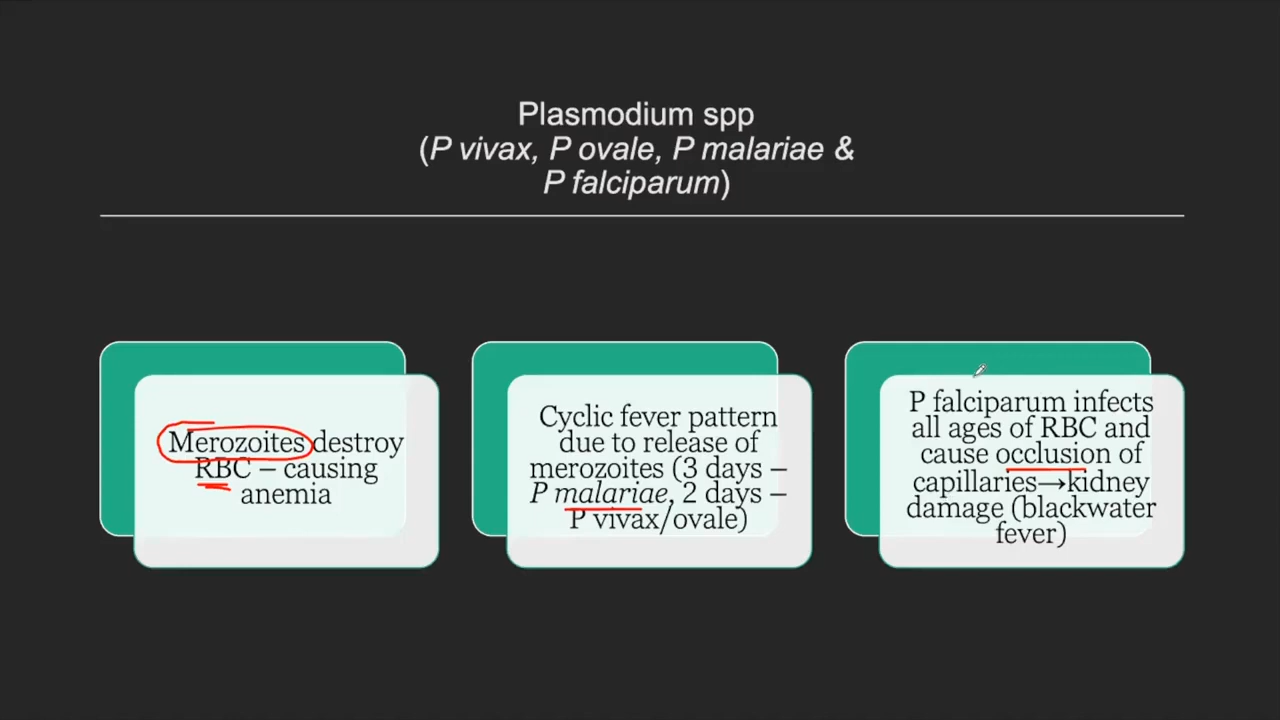 Plasmodium spp
(P vivax, P ovale, P malariae &
P falciparum)
Merozoites destroy
RBC – causing
anemia
Cyclic fever pattern
due to release of
merozoites (3 days –
P malariae, 2 days –
P vivax/ovale)
P falciparum infects
all ages of RBC and
cause occlusion of
capillaries→kidney
damage (blackwater
fever)